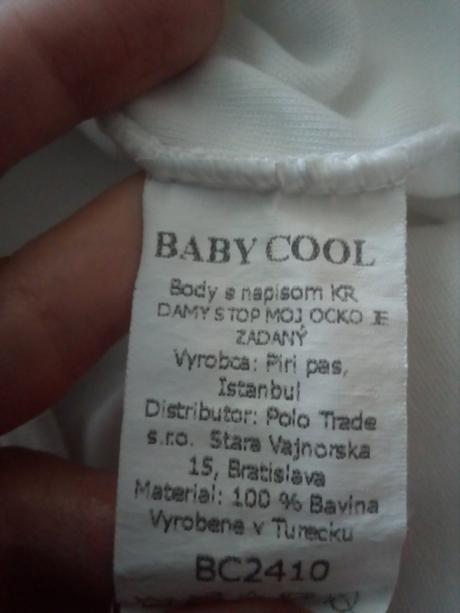 BABY COOL
Body s napisom KR
DAMY STOP MOJ OCKO JE
ZADANÝ
Vyrobca: Piri pas,
Istanbul
Distributor: Polo Trade
s.r.o. Stara Vajnorska
15, Bratislava
Material: 100 % Bavlna
Vyrobene v Turecku
BC2410